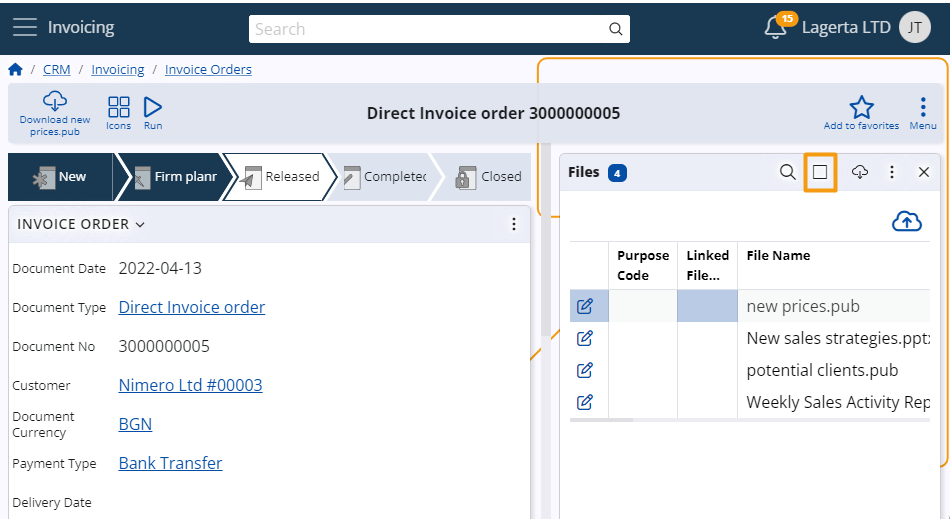 Invoicing
Search
15
Lagerta LTD
JT
/ CRM / Invoicing / Invoice Orders
Download new
prices.pub
Icons
Run
Direct Invoice order 3000000005
Add to favorites
Menu
New
Firm planr
Released
Completec
Closed
Files 4
INVOICE ORDER
Document Date 2022-04-13
Document Type Direct Invoice order
Document No 3000000005
Customer Nimero Ltd #00003
Document
Currency
BGN
Payment Type Bank Transfer
Delivery Date
Purpose
Code
Linked
File...
File Name
new prices.pub
New sales strategies.pptx
potential clients.pub
Weekly Sales Activity Rep